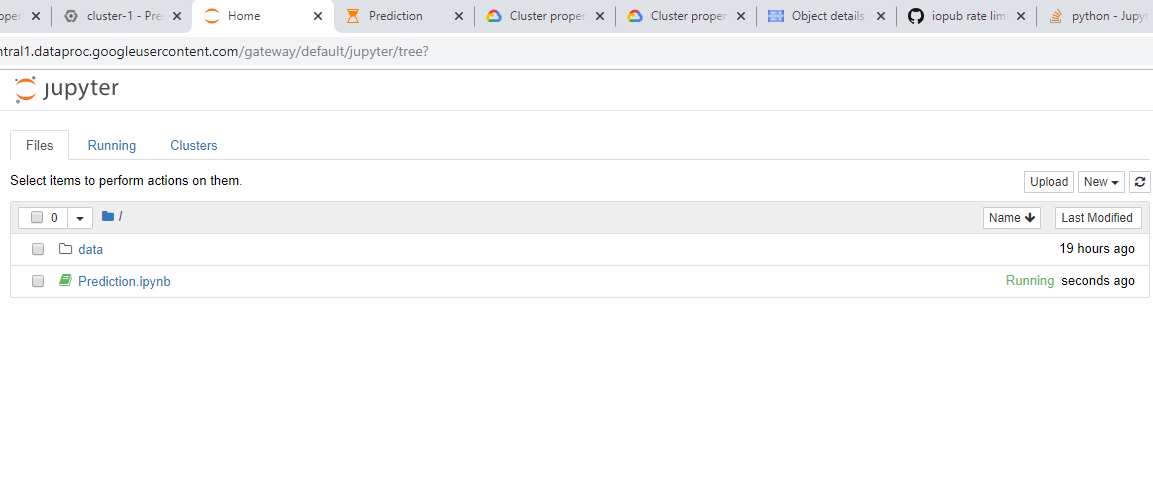 opert cluster-1 - Pre Home Prediction Cluster proper Cluster proper Object details iopub rate lim python - Jupyt
ntral1.dataproc.googleusercontent.com/gateway/default/jupyter/tree?
jupyter
Files Running Clusters
Select items to perform actions on them. Upload New
0 / Name Last Modified
data 19 hours ago
Prediction.ipynb Running seconds ago